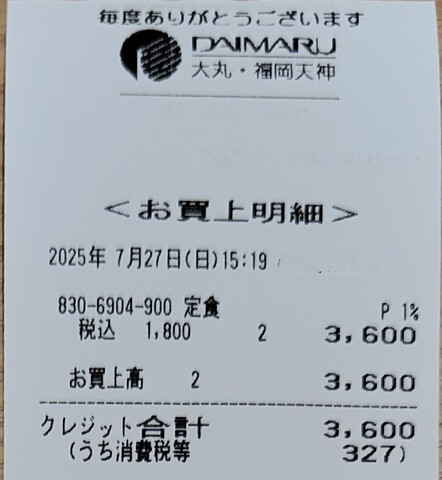 毎度ありがとうございます
DAIMARU
大丸・福岡天神
＜お買上明細＞
2025年 7月27日(日)15:19
830-6904-900 定食 P 1%
税込 1,800 2 3,600
お買上高 2 3,600
クレジット合計 3,600
(うち消費税等 327)